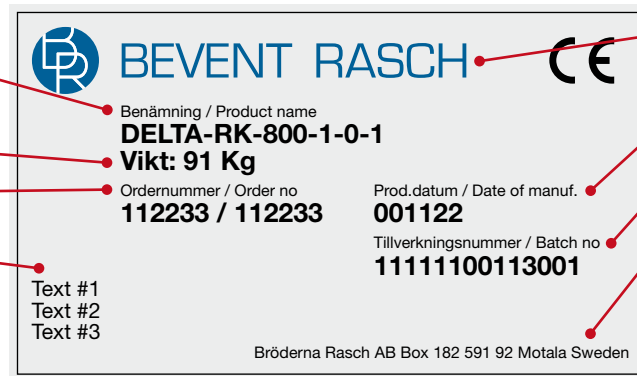 BR BEVENT RASCH CE
Benämning / Product name
DELTA-RK-800-1-0-1
Vikt: 91 Kg
Ordernummer / Order no
112233 / 112233
Prod.datum / Date of manuf.
001122
Tillverkningsnummer / Batch no
11111100113001
Text #1
Text #2
Text #3
Bröderna Rasch AB Box 182 591 92 Motala Sweden